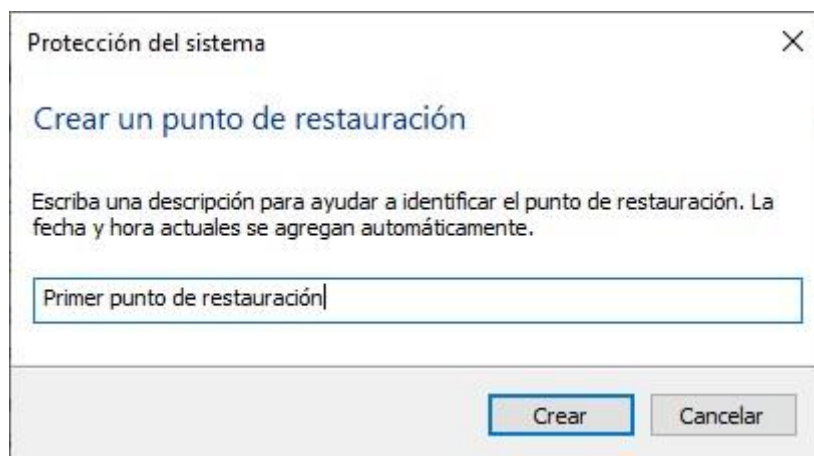 Protección del sistema
Crear un punto de restauración
Escriba una descripción para ayudar a identificar el punto de restauración. La
fecha y hora actuales se agregan automáticamente.
Primer punto de restauración
Crear
Cancelar